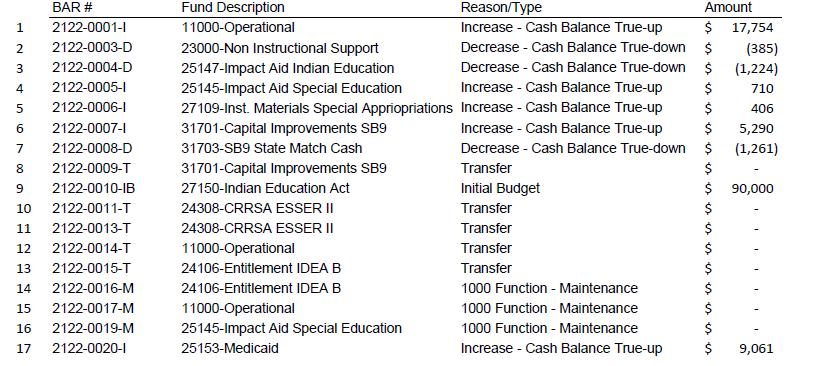 BAR # Fund Description Reason/Type Amount
1 2122-0001-I 11000-Operational Increase - Cash Balance True-up $ 17,754
2 2122-0003-D 23000-Non Instructional Support Decrease - Cash Balance True-down $ (385)
3 2122-0004-D 25147-Impact Aid Indian Education Decrease - Cash Balance True-down $ (1,224)
4 2122-0005-I 25145-Impact Aid Special Education Increase - Cash Balance True-up $ 710
5 2122-0006-I 27109-Inst. Materials Special Appriopriations Increase - Cash Balance True-up $ 406
6 2122-0007-I 31701-Capital Improvements SB9 Increase - Cash Balance True-up $ 5,290
7 2122-0008-D 31703-SB9 State Match Cash Decrease - Cash Balance True-down $ (1,261)
8 2122-0009-T 31701-Capital Improvements SB9 Transfer $ -
9 2122-0010-IB 27150-Indian Education Act Initial Budget $ 90,000
10 2122-0011-T 24308-CRRSA ESSER II Transfer $ -
11 2122-0013-T 24308-CRRSA ESSER II Transfer $ -
12 2122-0014-T 11000-Operational Transfer $ -
13 2122-0015-T 24106-Entitlement IDEA B Transfer $ -
14 2122-0016-M 24106-Entitlement IDEA B 1000 Function - Maintenance $ -
15 2122-0017-M 11000-Operational 1000 Function - Maintenance $ -
16 2122-0019-M 25145-Impact Aid Special Education 1000 Function - Maintenance $ -
17 2122-0020-I 25153-Medicaid Increase - Cash Balance True-up $ 9,061